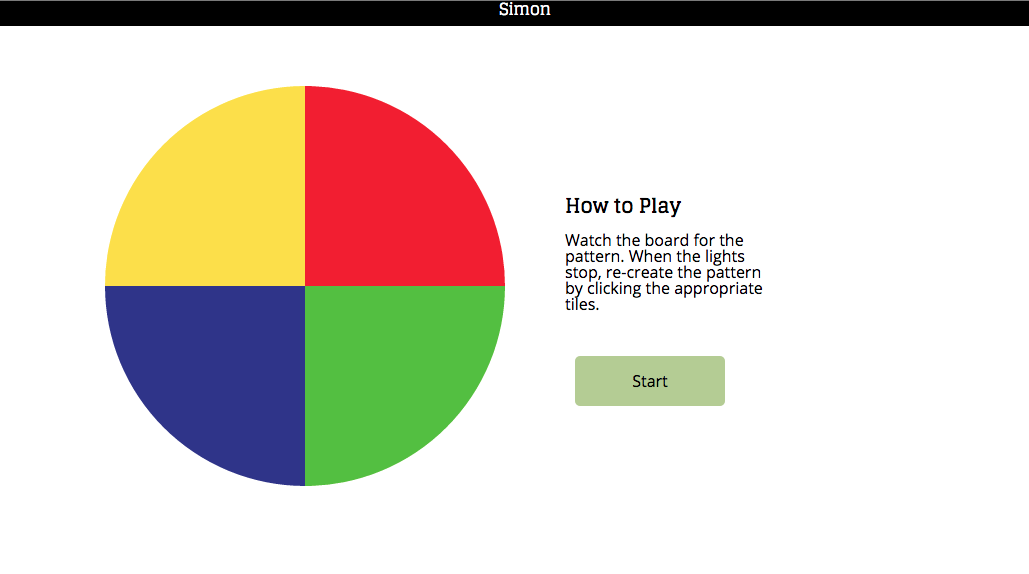 Simon
How to Play
Watch the board for the
pattern. When the lights
stop, re-create the pattern
by clicking the appropriate
tiles.
Start